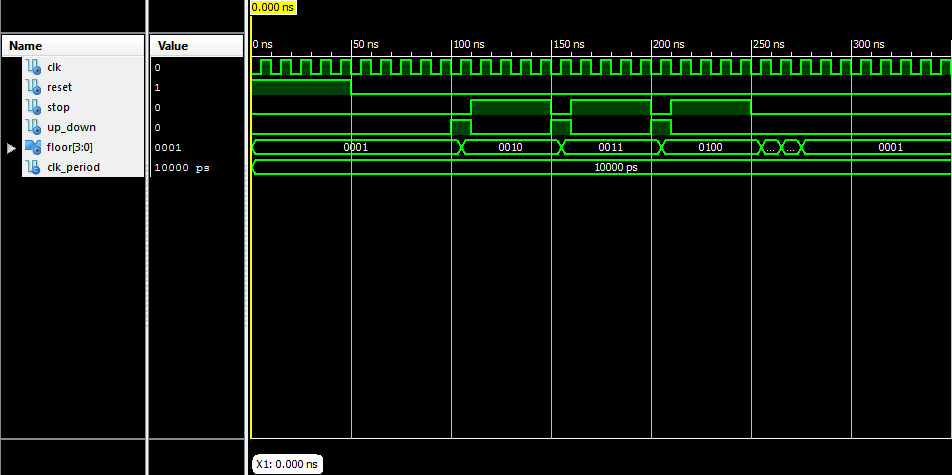 0.000 ns
Name Value
0 ns 50 ns 100 ns 150 ns 200 ns 250 ns 300 ns
clk 0
reset 1
stop 0
up_down 0
floor[3:0] 0001 0001 0010 0011 0100 ... ... 0001
clk_period 10000 ps 10000 ps
X1: 0.000 ns